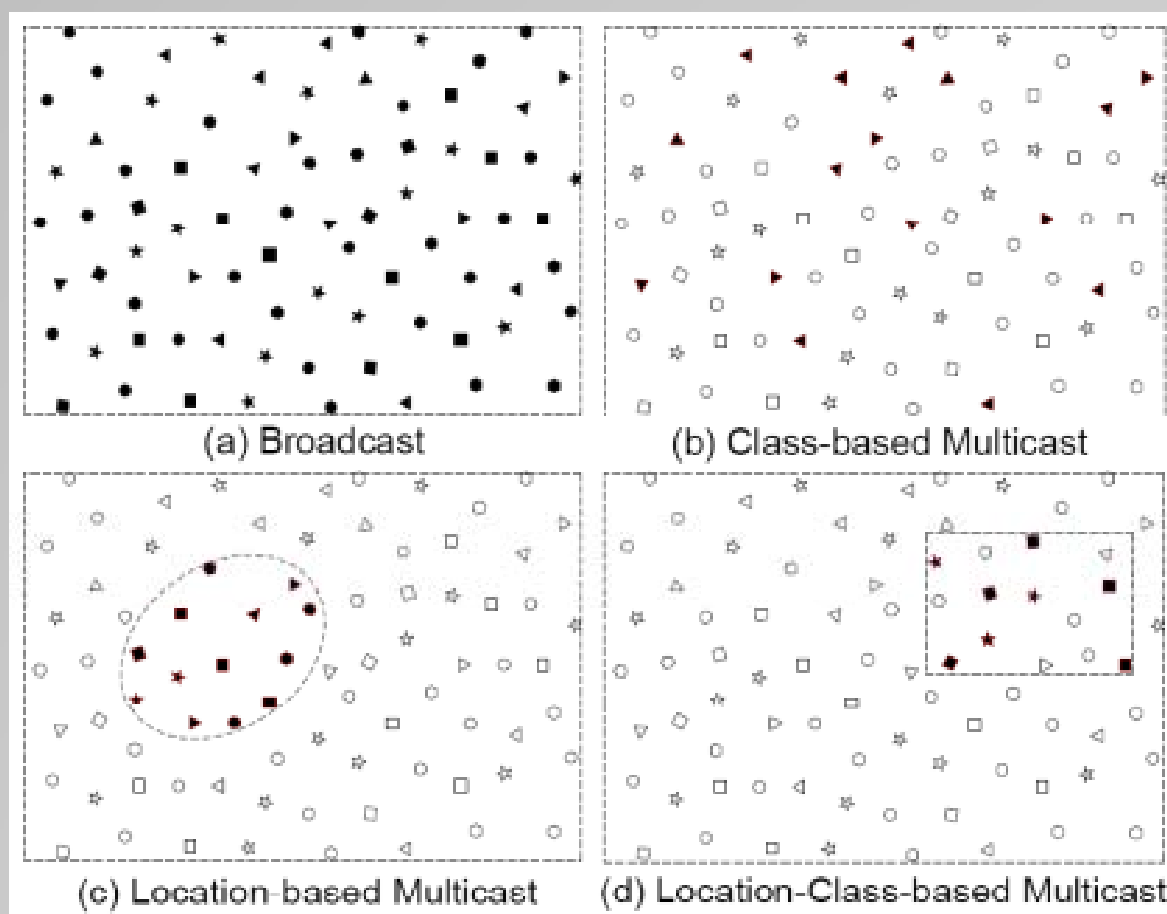 (a) Broadcast
(b) Class-based Multicast
(c) Location-based Multicast
(d) Location-Class-based Multicast